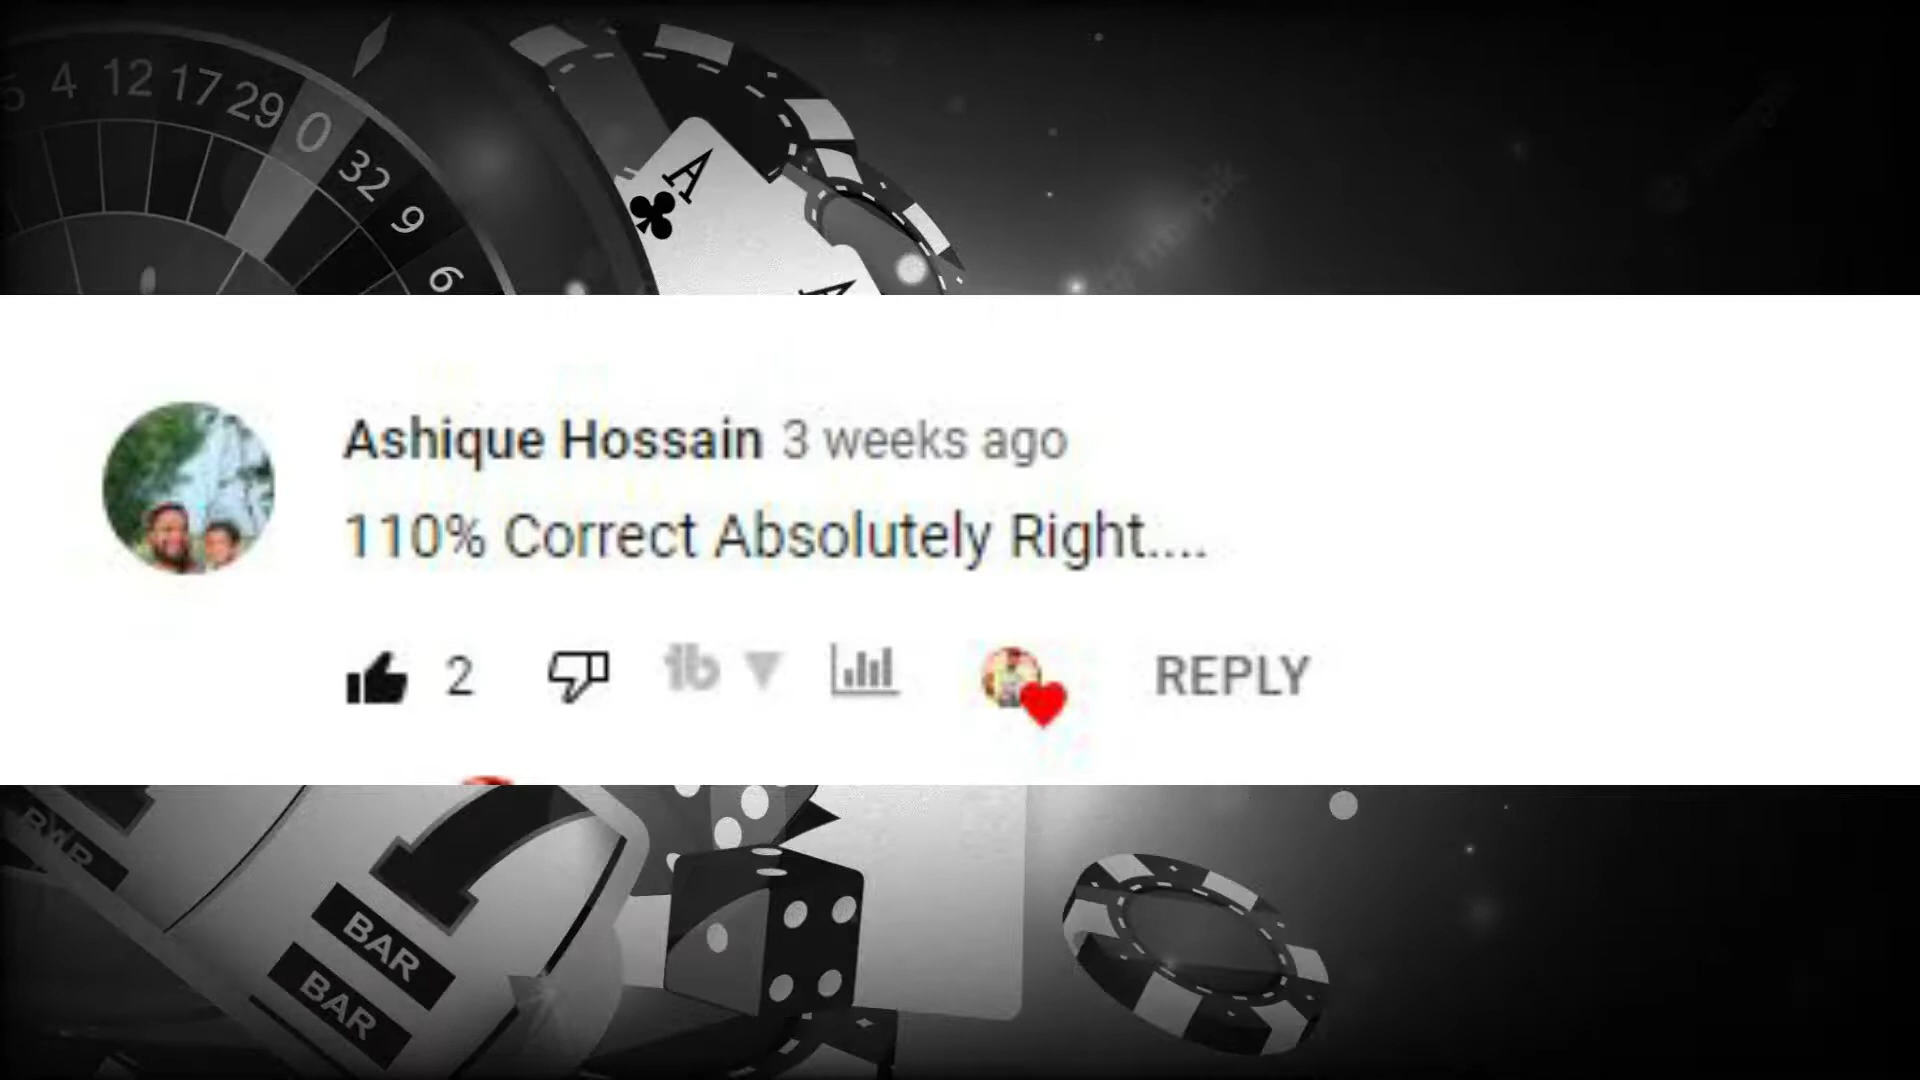 4 12 17 29 0 32 9 6
A
A
Ashique Hossain 3 weeks ago
110% Correct Absolutely Right....
2 REPLY
BAR
BAR
BAR